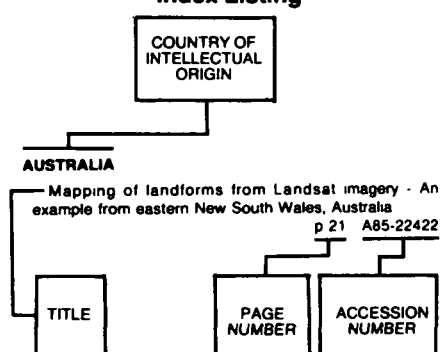 Index Listing
COUNTRY OF
INTELLECTUAL
ORIGIN
AUSTRALIA
Mapping of landforms from Landsat imagery - An
example from eastern New South Wales, Australia
p 21 A85-22422
TITLE
PAGE
NUMBER
ACCESSION
NUMBER